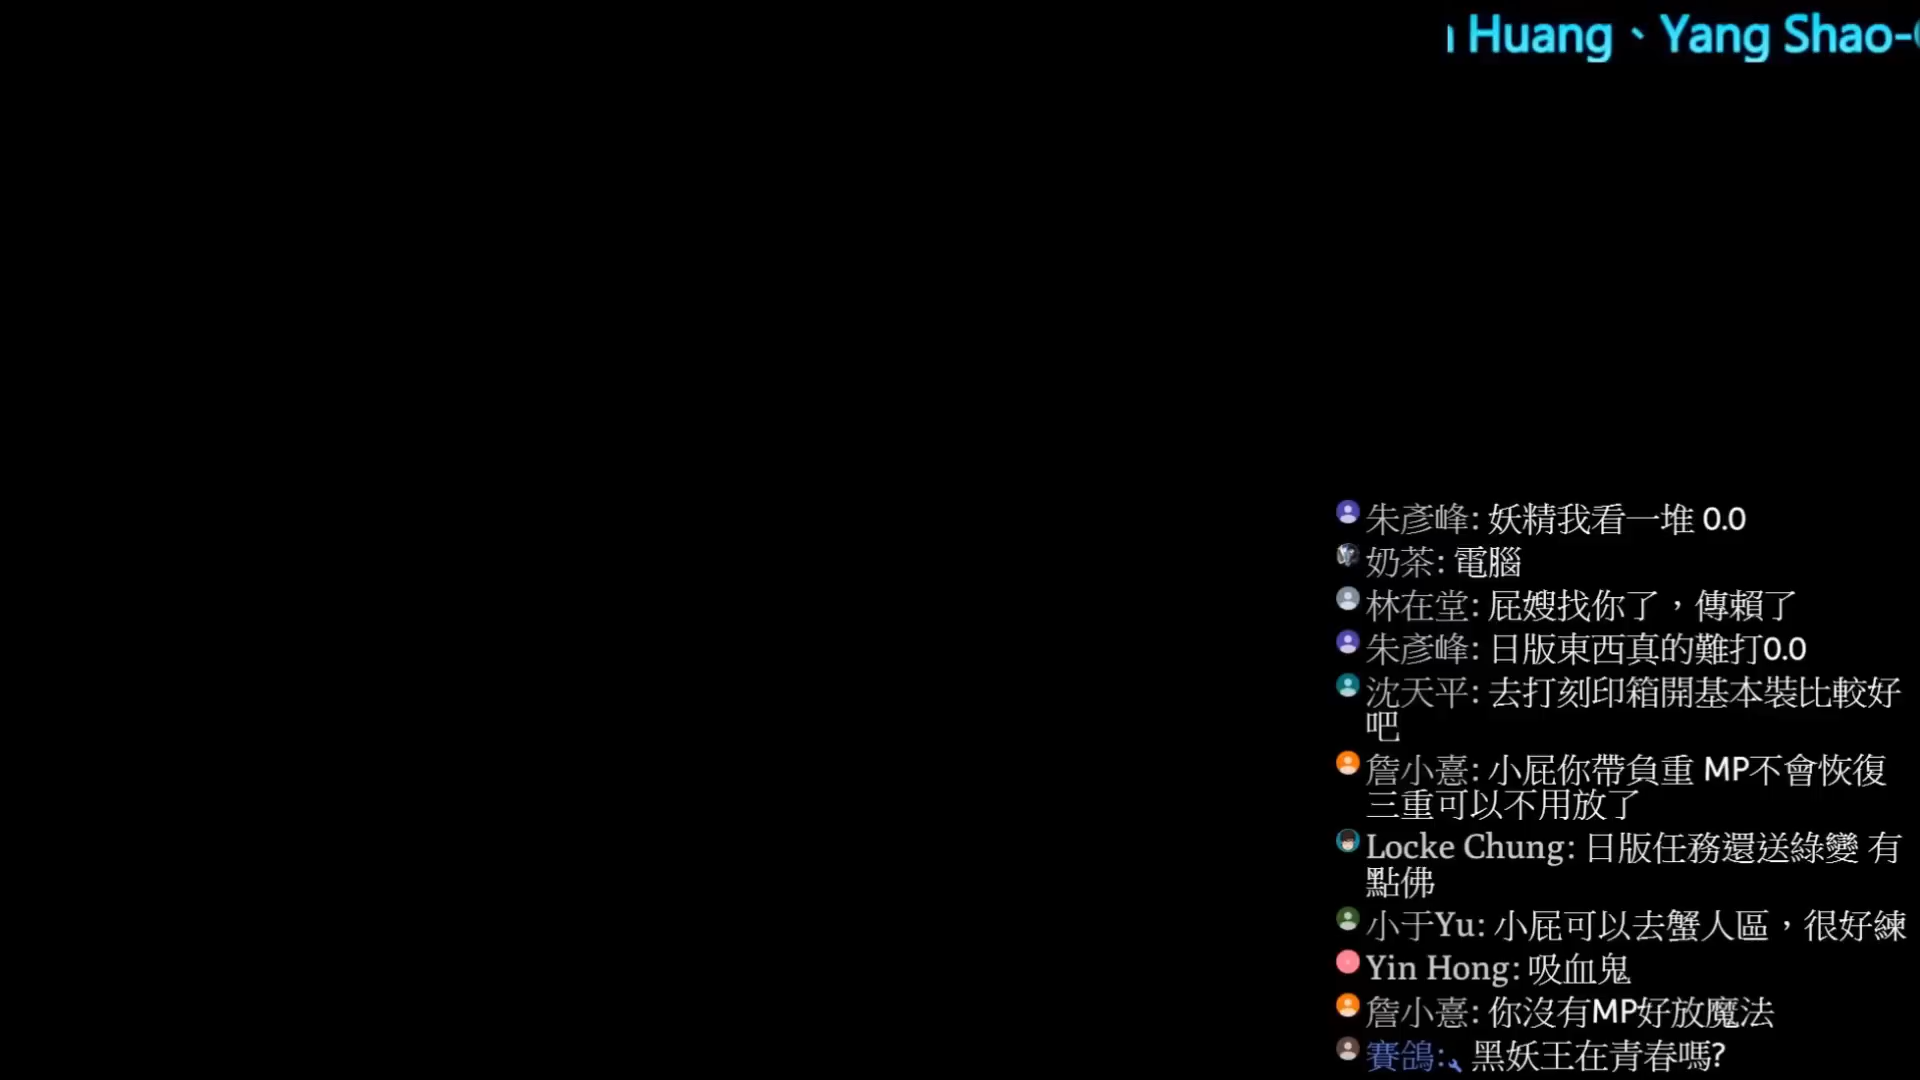 Huang、Yang Shao-
朱彥峰: 妖精我看一堆 0.0
奶茶: 電腦
林在堂: 屁嫂找你了，傳賴了
朱彥峰: 日版東西真的難打0.0
沈天平: 去打刻印箱開基本裝比較好
吧
詹小憙: 小屁你帶負重 MP不會恢復
三重可以不用放了
Locke Chung: 日版任務還送綠變 有
點佛
小于Yu: 小屁可以去蟹人區，很好練
Yin Hong: 吸血鬼
詹小憙: 你沒有MP好放魔法
賽鴿: 黑妖王在青春嗎?